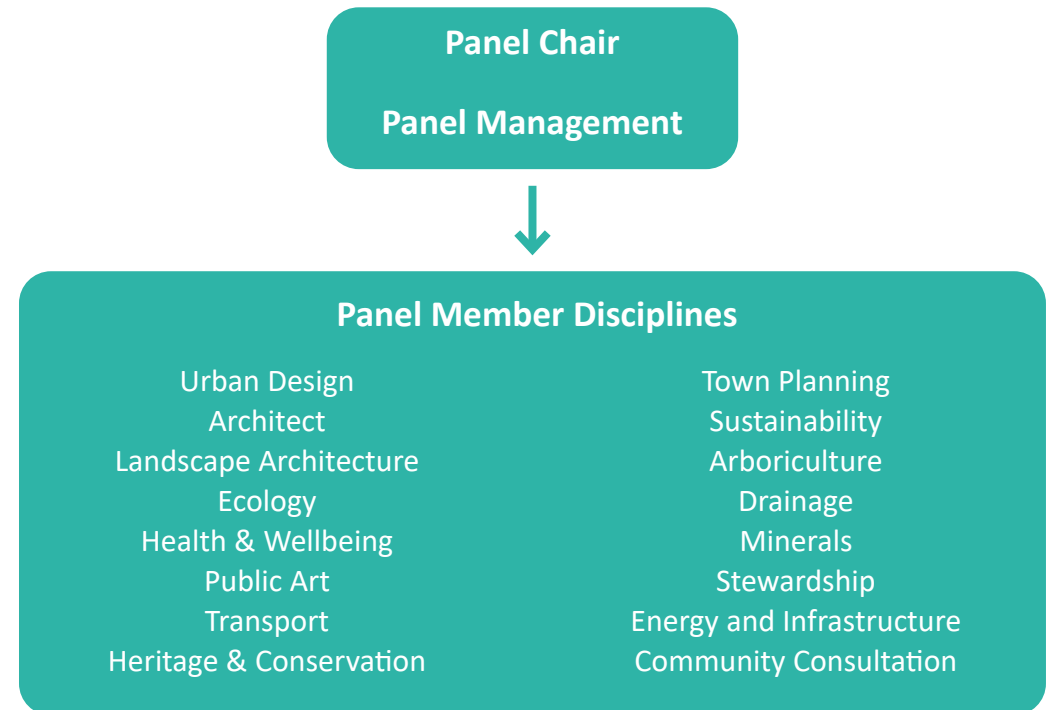 Panel Chair
Panel Management
Panel Member Disciplines
Urban Design
Architect
Landscape Architecture
Ecology
Health & Wellbeing
Public Art
Transport
Heritage & Conservation
Town Planning
Sustainability
Arboriculture
Drainage
Minerals
Stewardship
Energy and Infrastructure
Community Consultation